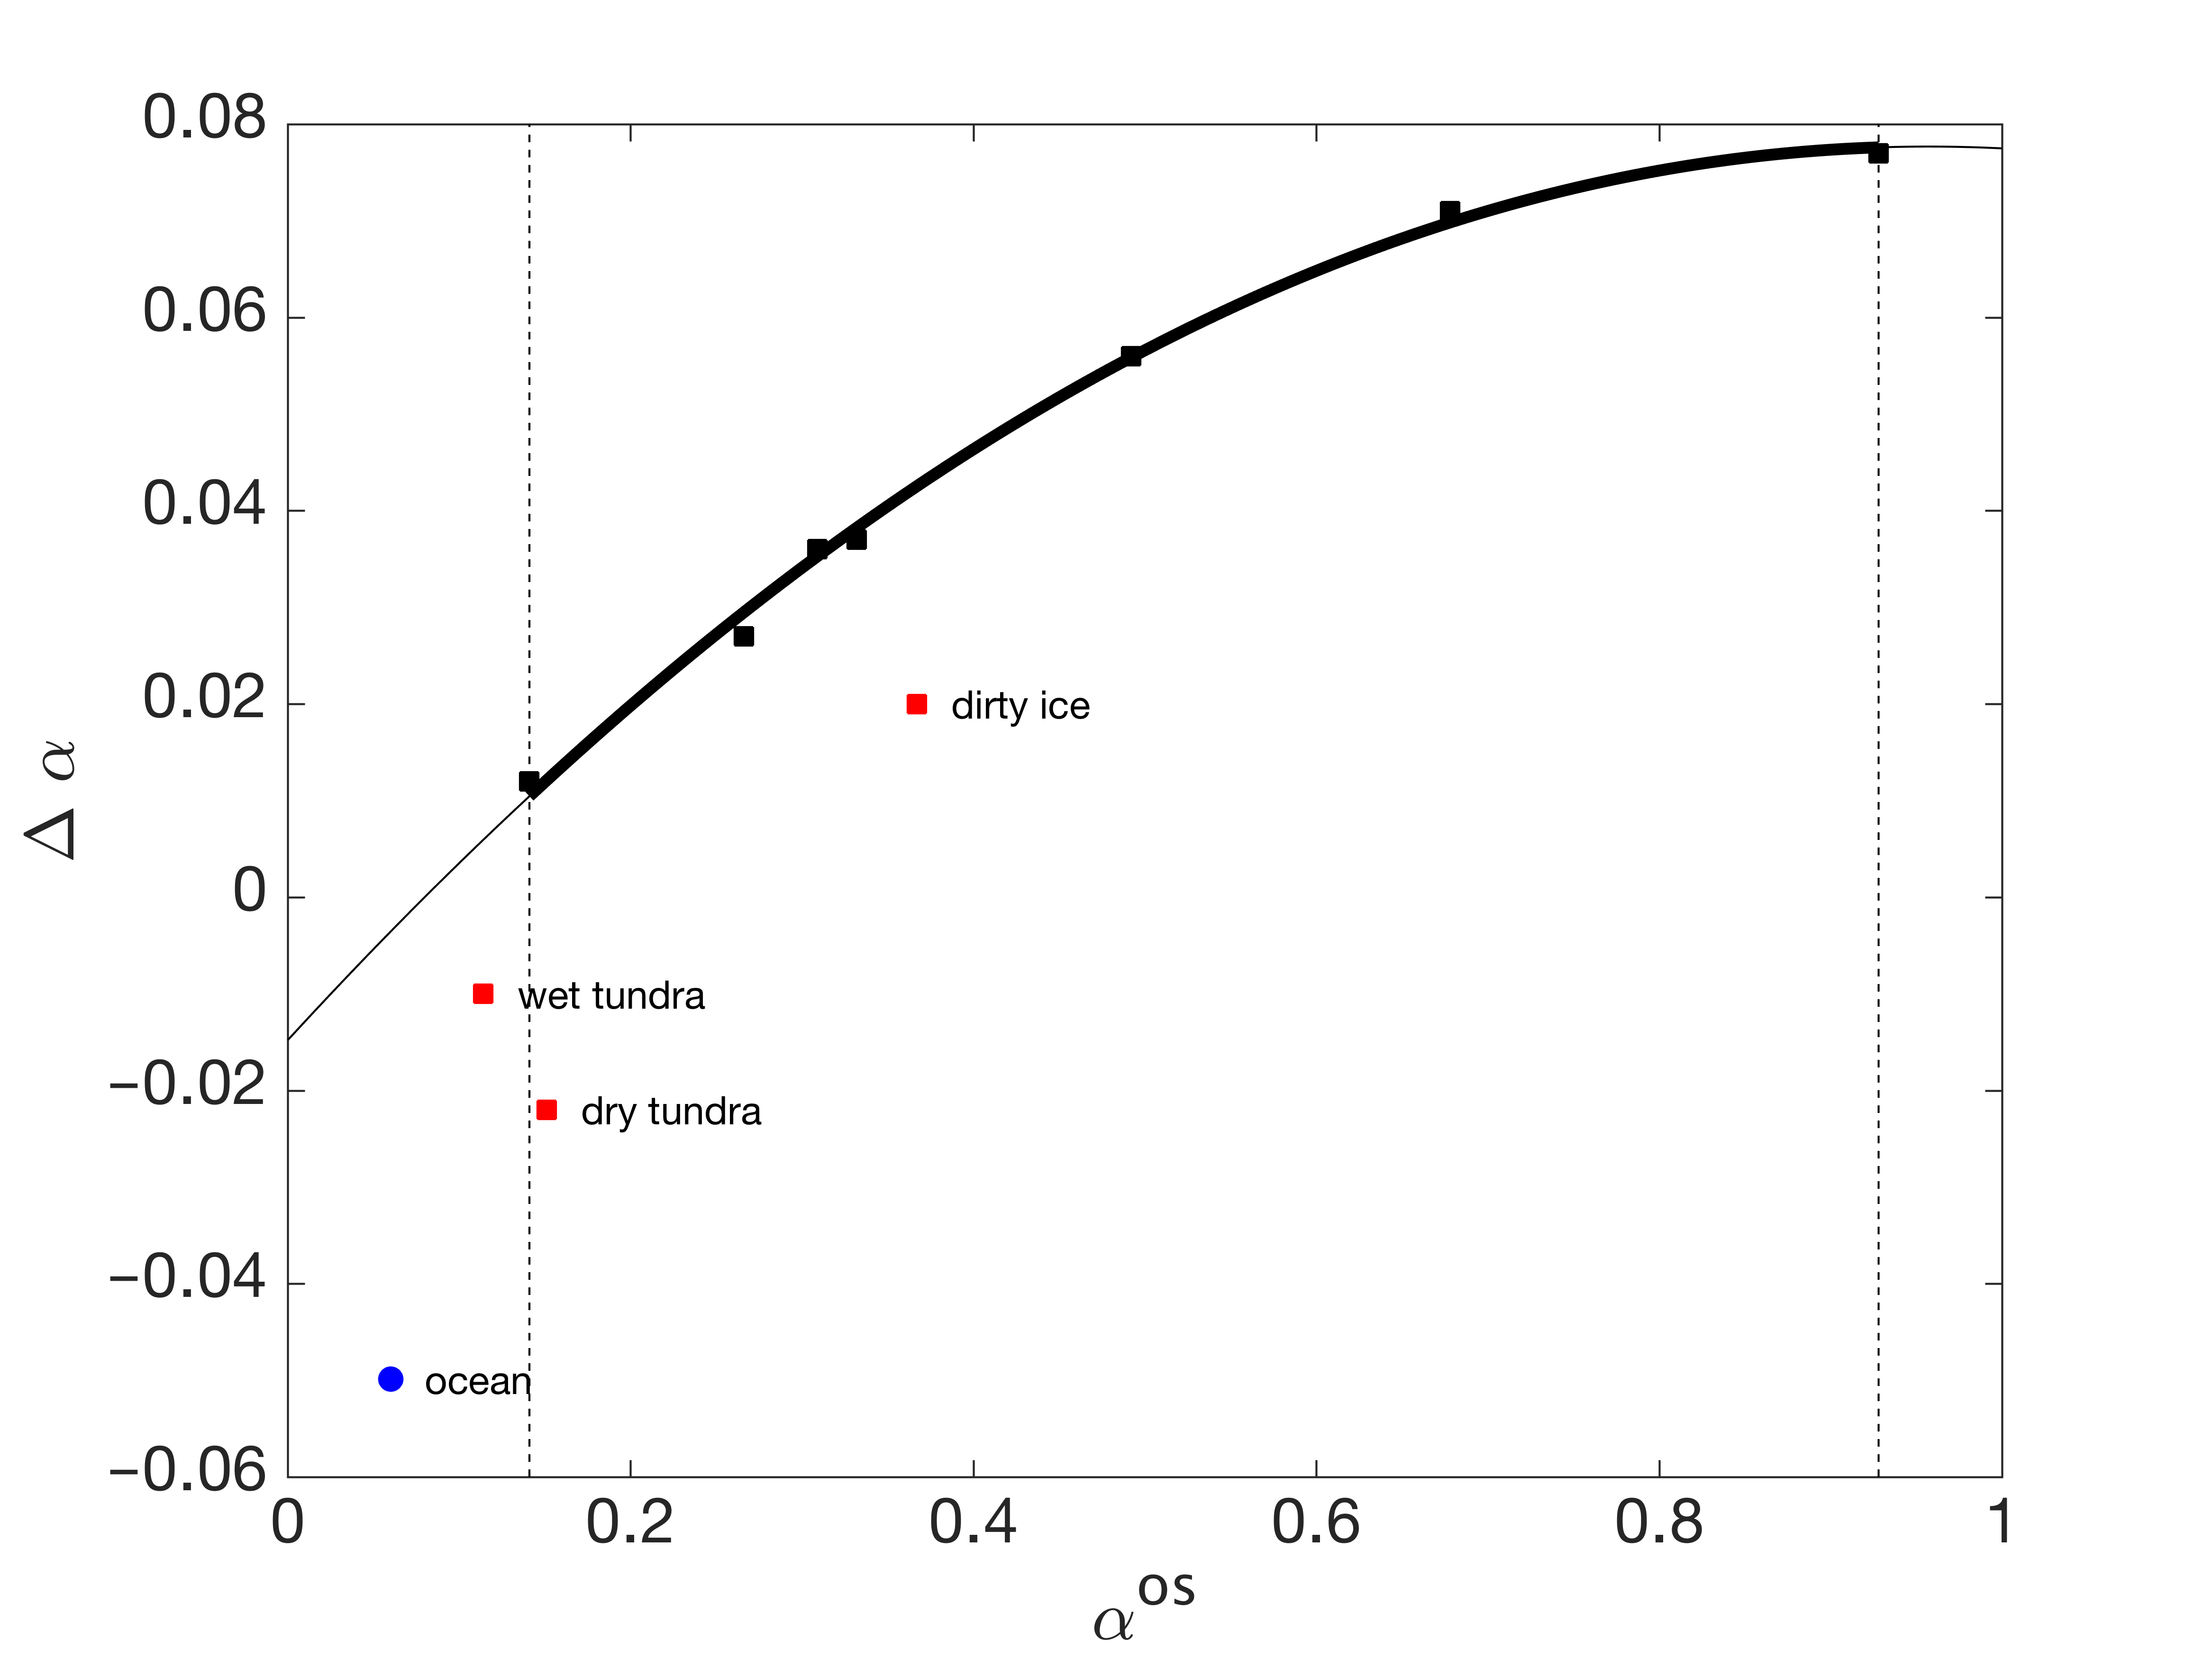 0.08
0.06
0.04
0.02
0
−0.02
−0.04
−0.06
Δ α
dirty ice
wet tundra
dry tundra
ocean
0 0.2 0.4 0.6 0.8 1
α^os